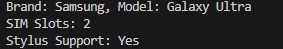 Brand: Samsung, Model: Galaxy Ultra
SIM Slots: 2
Stylus Support: Yes